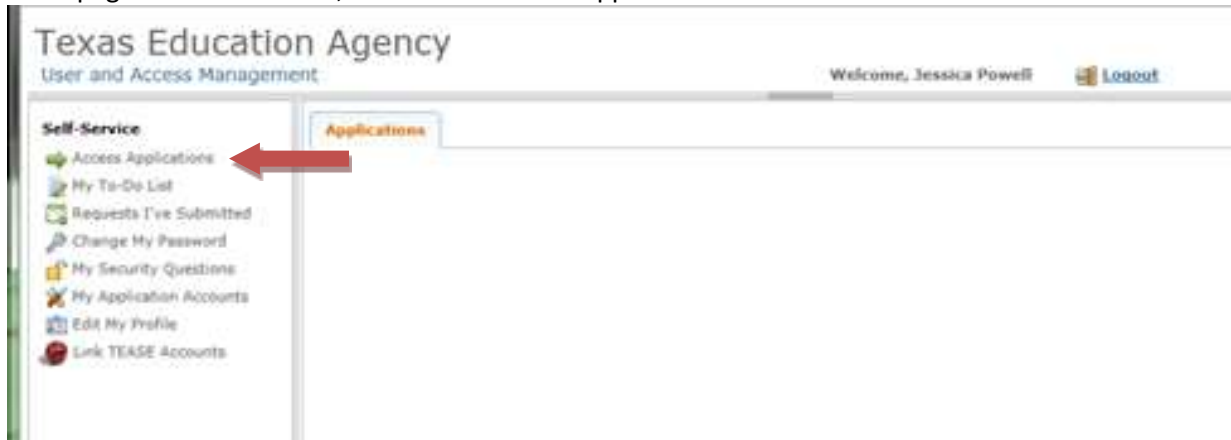 Texas Education Agency
User and Access Management
Welcome, Jessica Powell
Logout
Self-Service
Access Applications
My To-Do List
Requests I've Submitted
Change My Password
My Security Questions
My Application Accounts
Edit My Profile
Link TEASE Accounts
Applications